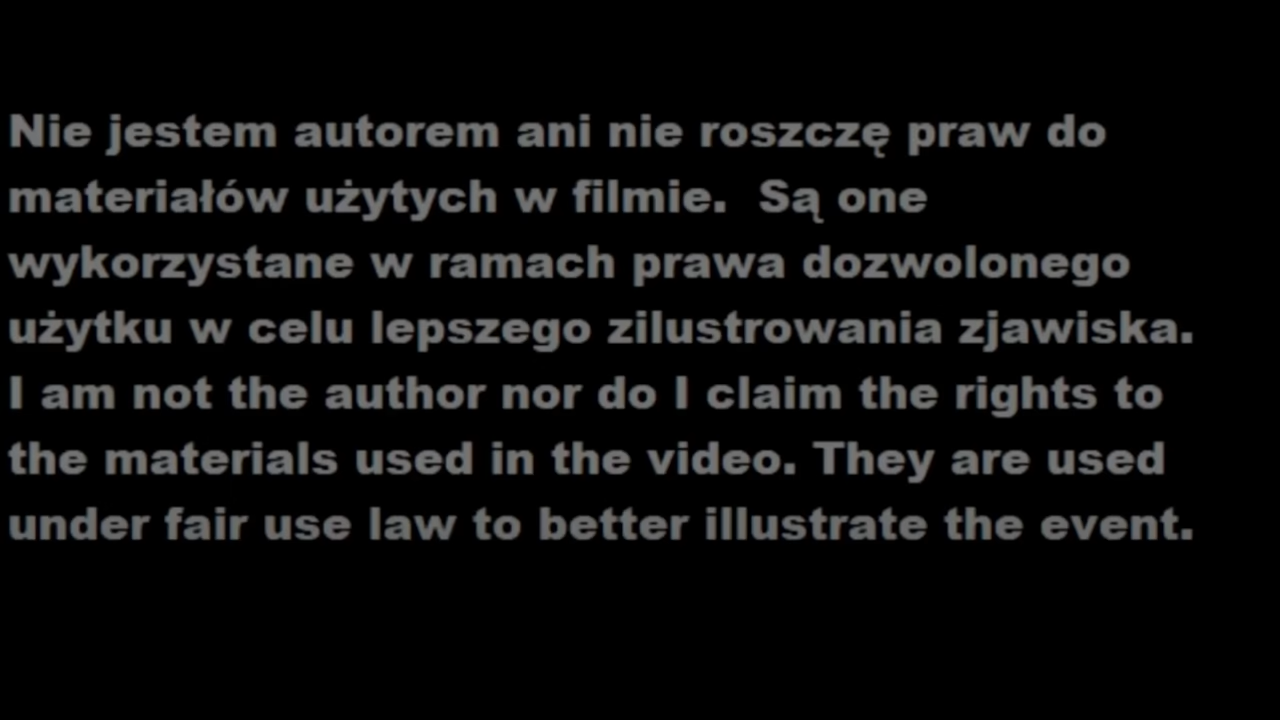 Nie jestem autorem ani nie roszczę praw do
materiałów użytych w filmie.  Są one
wykorzystane w ramach prawa dozwolonego
użytku w celu lepszego zilustrowania zjawiska.
I am not the author nor do I claim the rights to
the materials used in the video. They are used
under fair use law to better illustrate the event.